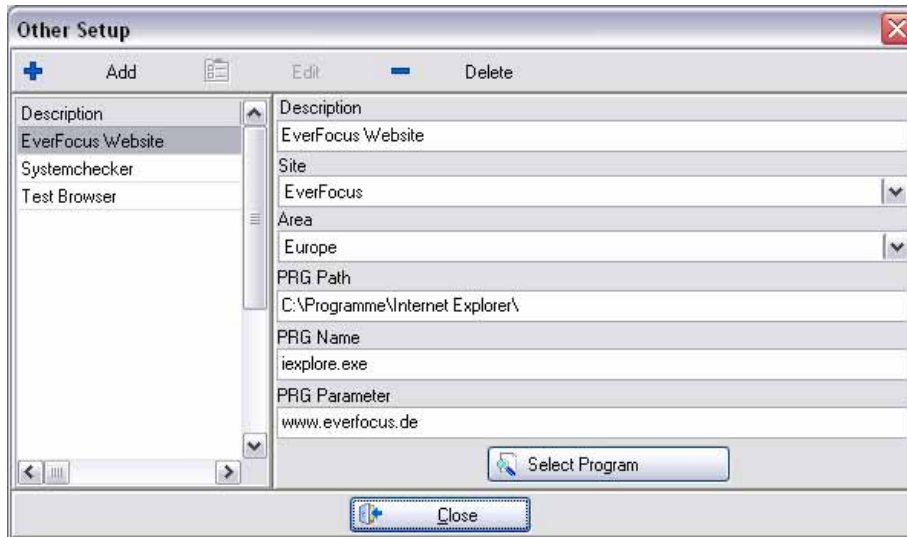 Other Setup
Add Edit Delete
Description
EverFocus Website
Systemchecker
Test Browser
Description
EverFocus Website
Site
EverFocus
Area
Europe
PRG Path
C:\Programme\Internet Explorer\
PRG Name
iexplore.exe
PRG Parameter
www.everfocus.de
Select Program
Close